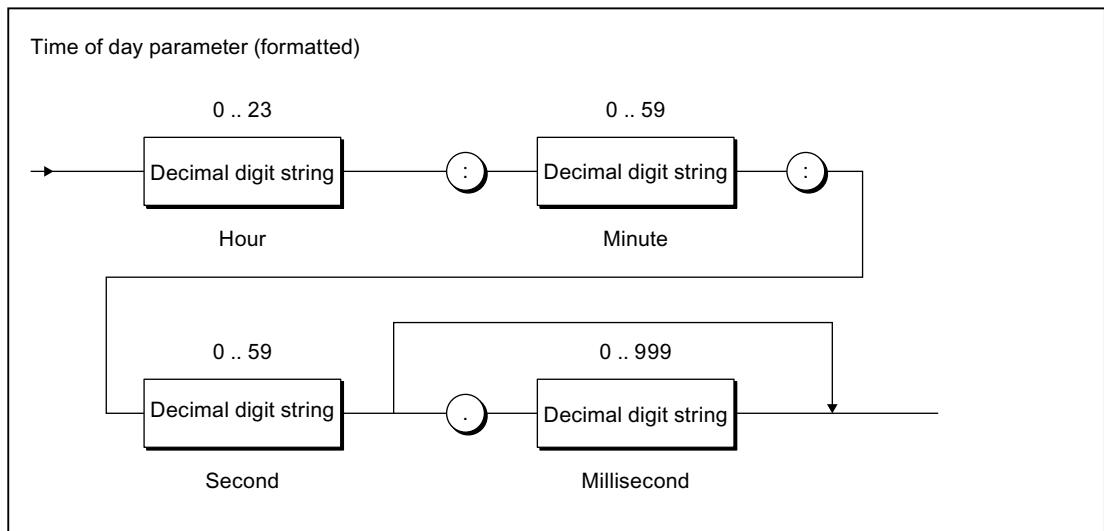 Time of day parameter (formatted)
0 .. 23
0 .. 59
Decimal digit string
:
Decimal digit string
:
Hour
Minute
0 .. 59
0 .. 999
Decimal digit string
.
Decimal digit string
Second
Millisecond